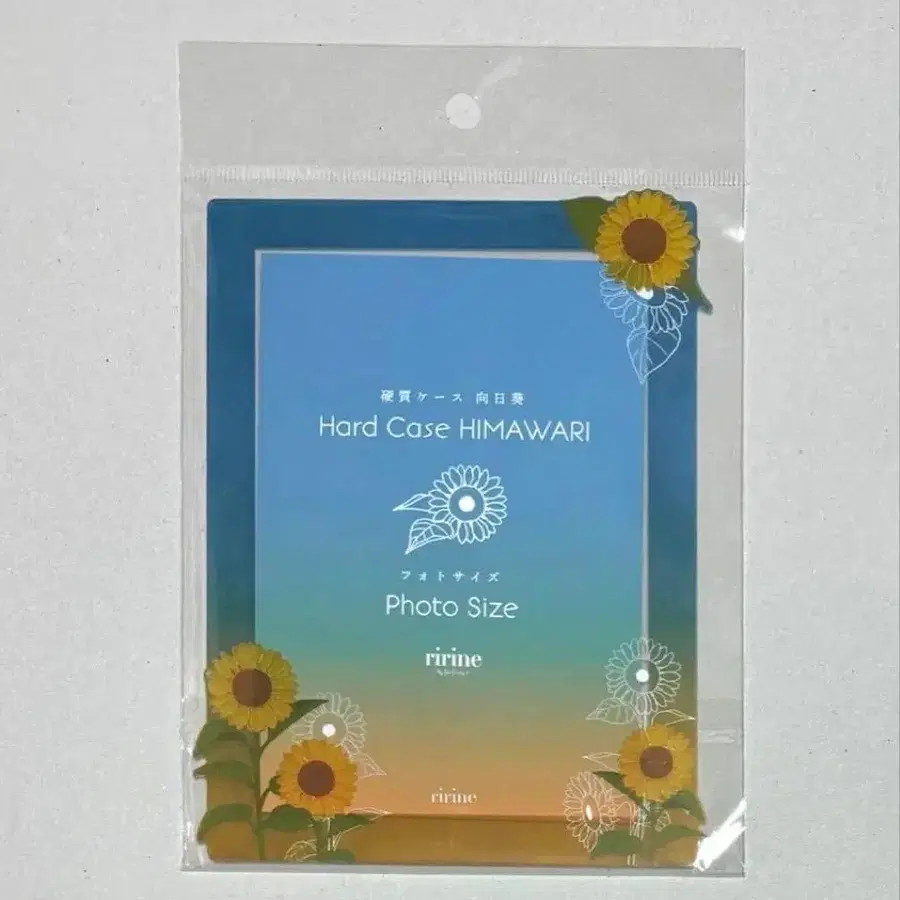 硬質ケース 向日葵
Hard Case HIMAWARI
フォトサイズ
Photo Size
ririne
ririne